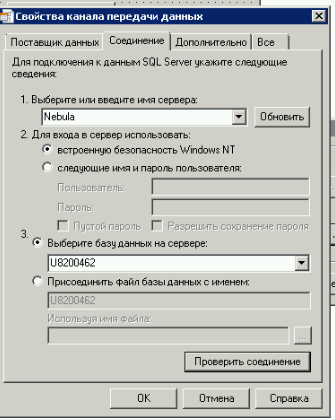 Свойства канала передачи данных
Поставщик данных Соединение Дополнительно Все
Для подключения к данным SQL Server укажите следующие
сведения:
1. Выберите или введите имя сервера:
Nebula Обновить
2. Для входа в сервер использовать:
встроенную безопасность Windows NT
следующие имя и пароль пользователя:
Пользователь:
Пароль:
Пустой пароль Разрешить сохранение пароля
3. Выберите базу данных на сервере:
U8200462
Присоединить файл базы данных с именем:
U8200462
Используя имя файла:
...
Проверить соединение
OK Отмена Справка